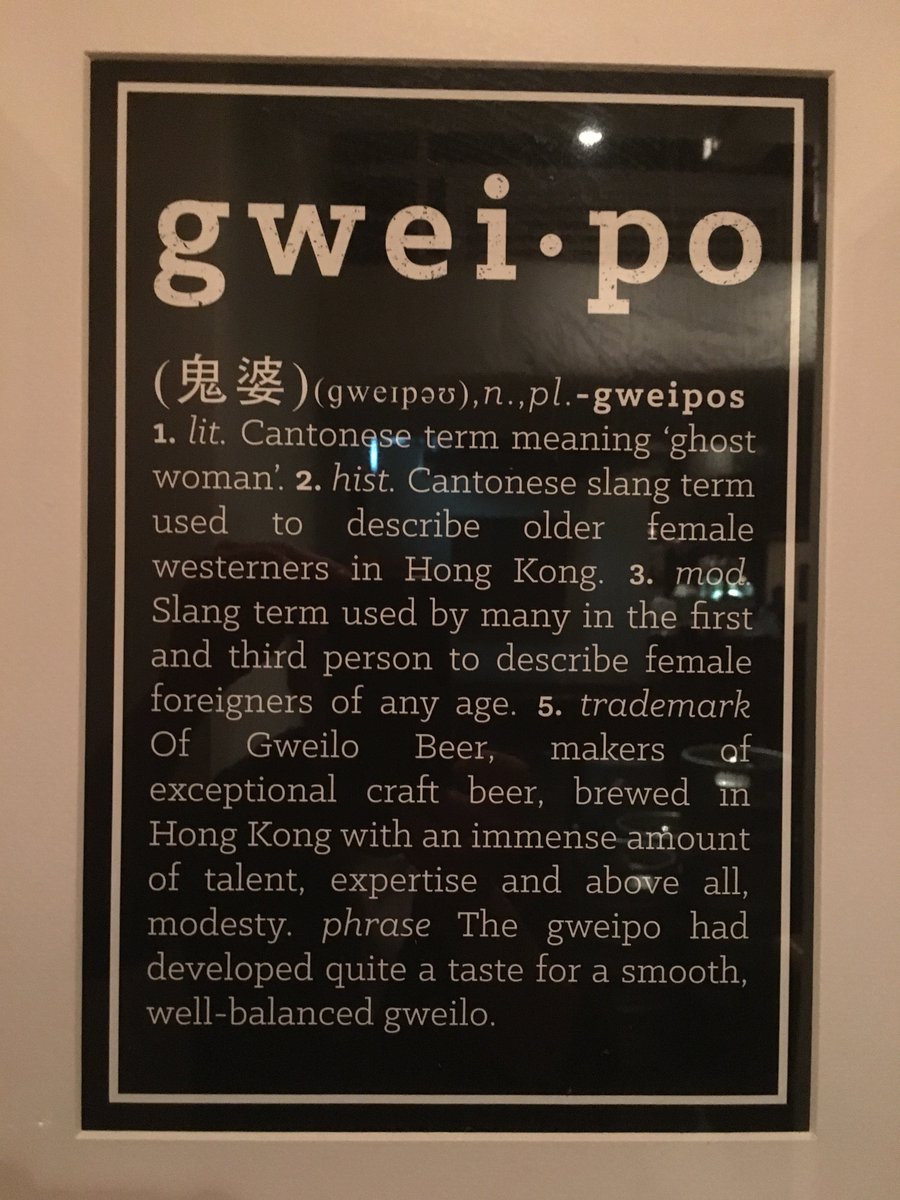 gwei·po
(鬼婆)(gweɪpəʊ),n.,pl.-gweipos
1. lit. Cantonese term meaning ‘ghost
woman’. 2. hist. Cantonese slang term
used to describe older female
westerners in Hong Kong. 3. mod.
Slang term used by many in the first
and third person to describe female
foreigners of any age. 5. trademark
Of Gweilo Beer, makers of
exceptional craft beer, brewed in
Hong Kong with an immense amount
of talent, expertise and above all,
modesty. phrase The gweipo had
developed quite a taste for a smooth,
well-balanced gweilo.